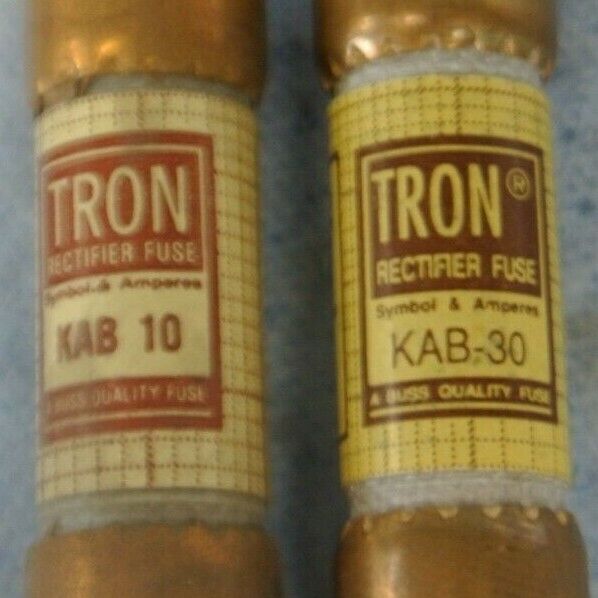 TRON
RECTIFIER FUSE
Symbol & Amperes
KAB 10
A BUSS QUALITY FUSE
TRON®
RECTIFIER FUSE
Symbol & Amperes
KAB-30
A BUSS QUALITY FUSE